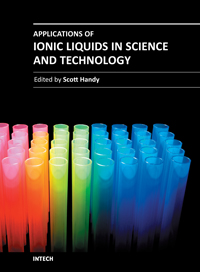 APPLICATIONS OF
IONIC LIQUIDS IN SCIENCE
AND TECHNOLOGY
Edited by Scott Handy
INTECH